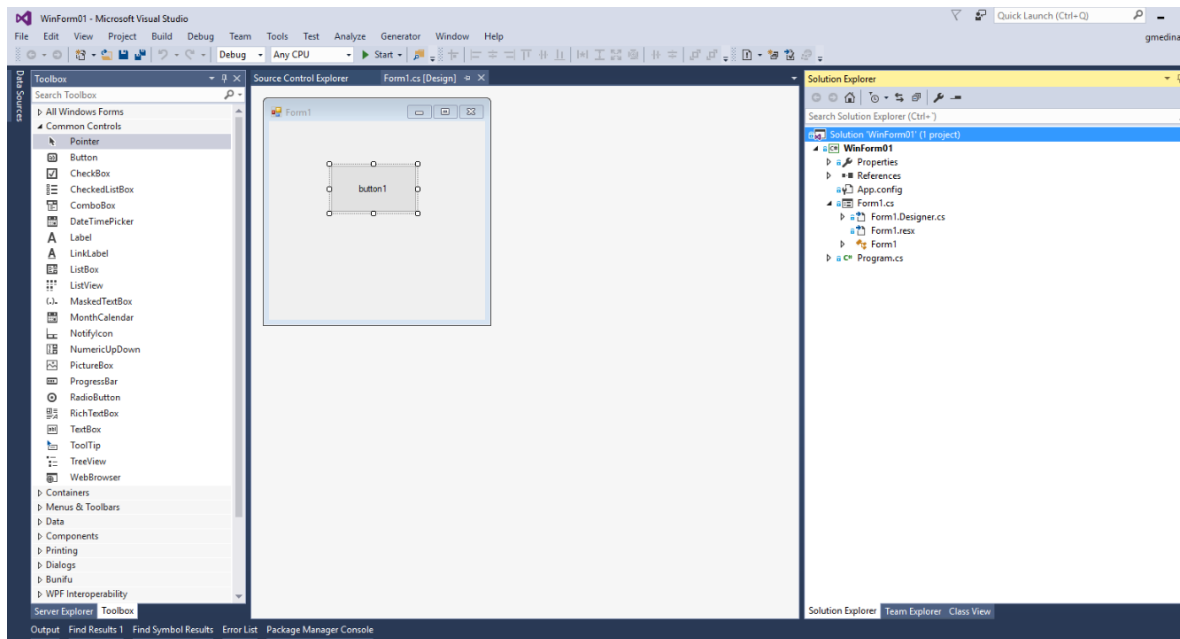 WinForm01 - Microsoft Visual Studio
Quick Launch (Ctrl+Q)
File Edit View Project Build Debug Team Tools Test Analyze Generator Window Help
gmedina
Debug Any CPU Start
Data Sources
Toolbox
Search Toolbox
All Windows Forms
Common Controls
Pointer
Button
CheckBox
CheckedListBox
ComboBox
DateTimePicker
Label
LinkLabel
ListBox
ListView
MaskedTextBox
MonthCalendar
NotifyIcon
NumericUpDown
PictureBox
ProgressBar
RadioButton
RichTextBox
TextBox
ToolTip
TreeView
WebBrowser
Containers
Menus & Toolbars
Data
Components
Printing
Dialogs
Bunifu
WPF Interoperability
Server Explorer Toolbox
Source Control Explorer Form1.cs [Design]
Form1
button1
Solution Explorer
Search Solution Explorer (Ctrl+¨)
Solution 'WinForm01' (1 project)
WinForm01
Properties
References
App.config
Form1.cs
Form1.Designer.cs
Form1.resx
Form1
Program.cs
Solution Explorer Team Explorer Class View
Output Find Results 1 Find Symbol Results Error List Package Manager Console